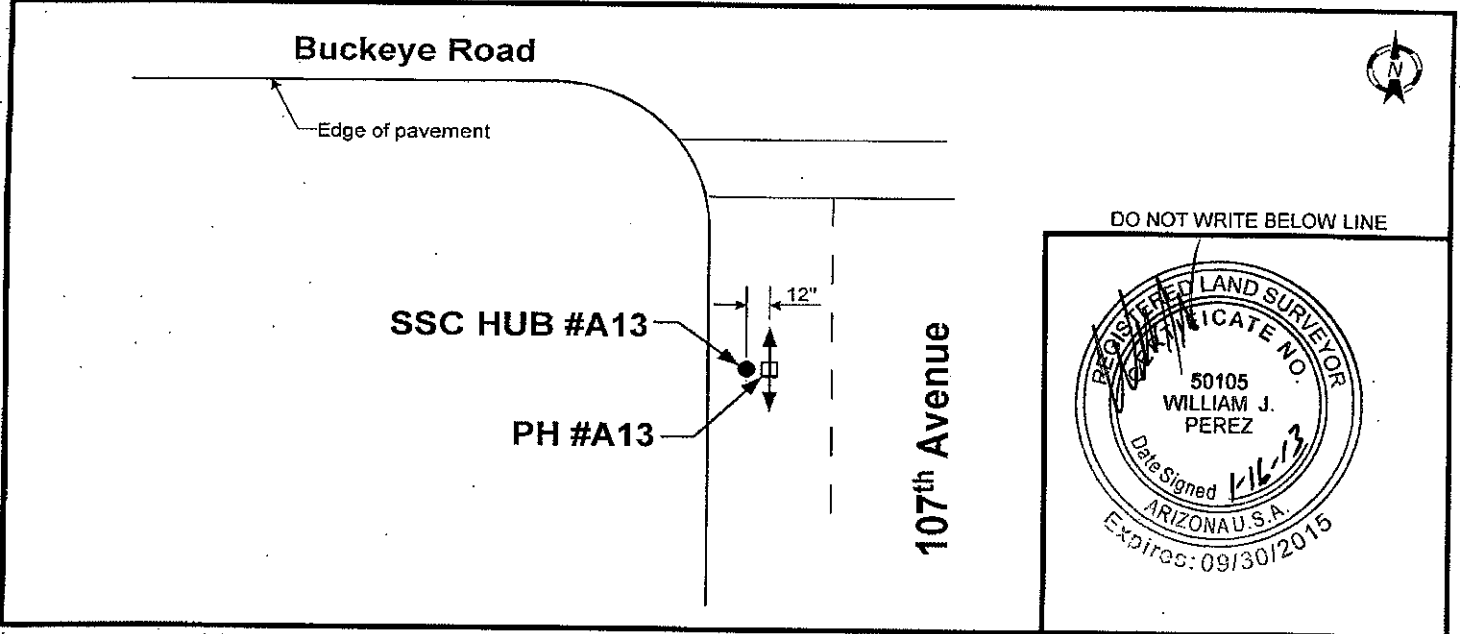 Buckeye Road
N
Edge of pavement
DO NOT WRITE BELOW LINE
12"
SSC HUB #A13
PH #A13
107th Avenue
REGISTERED LAND SURVEYOR
CERTIFICATE NO.
50105
WILLIAM J.
PEREZ
Date Signed 1-16-13
ARIZONA U.S.A.
Expires: 09/30/2015